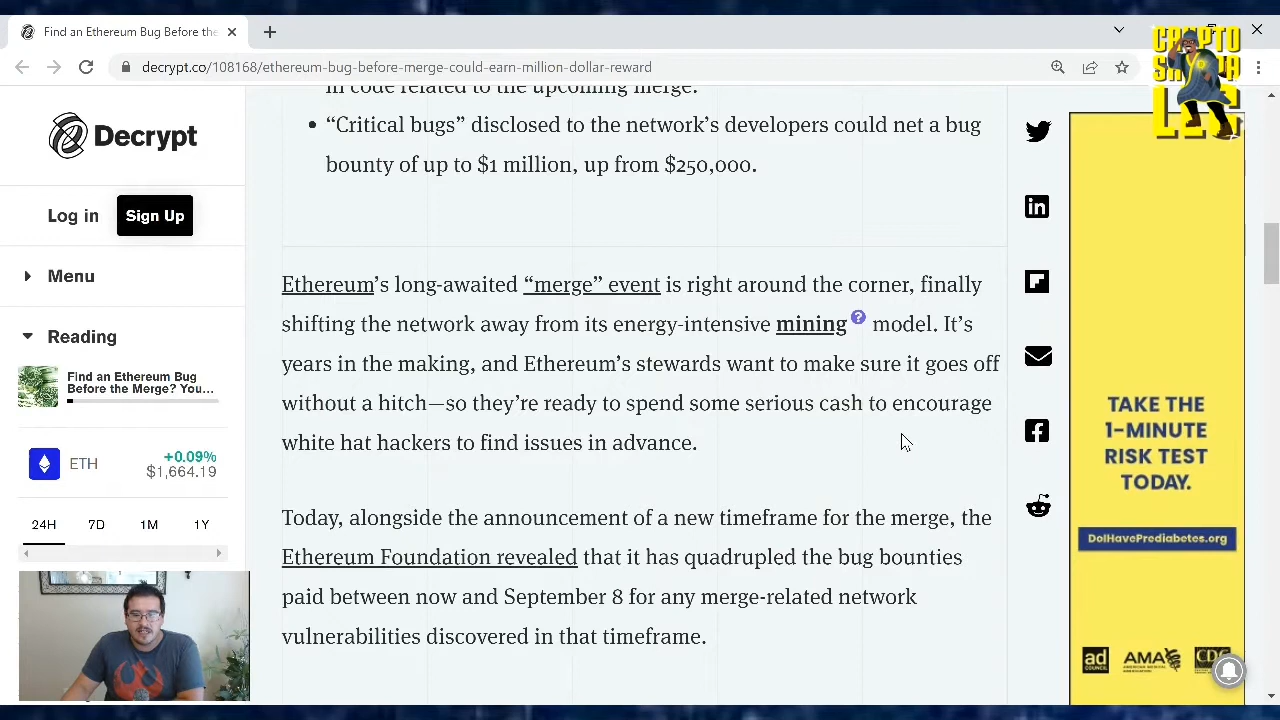 Find an Ethereum Bug Before the
decrypt.co/108168/ethereum-bug-before-merge-could-earn-million-dollar-reward
CRYPTO
Decrypt
Log in
Sign Up
Menu
Reading
Find an Ethereum Bug
Before the Merge? You...
ETH
+0.09%
$1,664.19
24H 7D 1M 1Y
in code related to the upcoming merge.
• “Critical bugs” disclosed to the network’s developers could net a bug
bounty of up to $1 million, up from $250,000.
Ethereum’s long-awaited “merge” event is right around the corner, finally
shifting the network away from its energy-intensive mining ? model. It’s
years in the making, and Ethereum’s stewards want to make sure it goes off
without a hitch—so they’re ready to spend some serious cash to encourage
white hat hackers to find issues in advance.
Today, alongside the announcement of a new timeframe for the merge, the
Ethereum Foundation revealed that it has quadrupled the bug bounties
paid between now and September 8 for any merge-related network
vulnerabilities discovered in that timeframe.
TAKE THE
1-MINUTE
RISK TEST
TODAY.
DoIHavePrediabetes.org
ad
COUNCIL
AMA
CDC